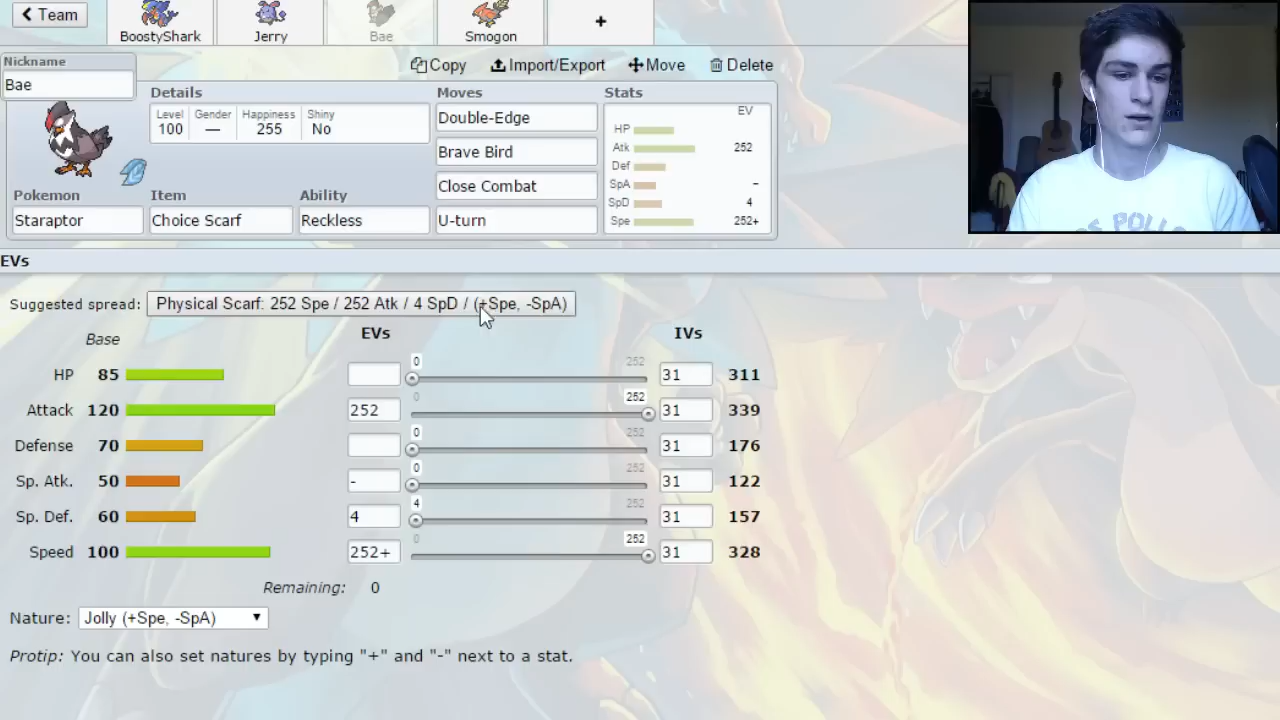 Team
BoostyShark
Jerry
Bae
Smogon
+
Nickname
Bae
Copy
Import/Export
Move
Delete
Details
Moves
Stats
Level
Gender
Happiness
Shiny
100
—
255
No
Double-Edge
Brave Bird
Close Combat
U-turn
EV
HP
Atk 252
Def
SpA -
SpD 4
Spe 252+
Pokemon
Item
Ability
Staraptor
Choice Scarf
Reckless
EVs
Suggested spread: Physical Scarf: 252 Spe / 252 Atk / 4 SpD / (+Spe, -SpA)
Base EVs IVs
HP 85 0 252 31 311
Attack 120 252 0 252 31 339
Defense 70 0 252 31 176
Sp. Atk. 50 - 0 252 31 122
Sp. Def. 60 4 4 252 31 157
Speed 100 252+ 0 252 31 328
Remaining: 0
Nature: Jolly (+Spe, -SpA)
Protip: You can also set natures by typing "+" and "-" next to a stat.